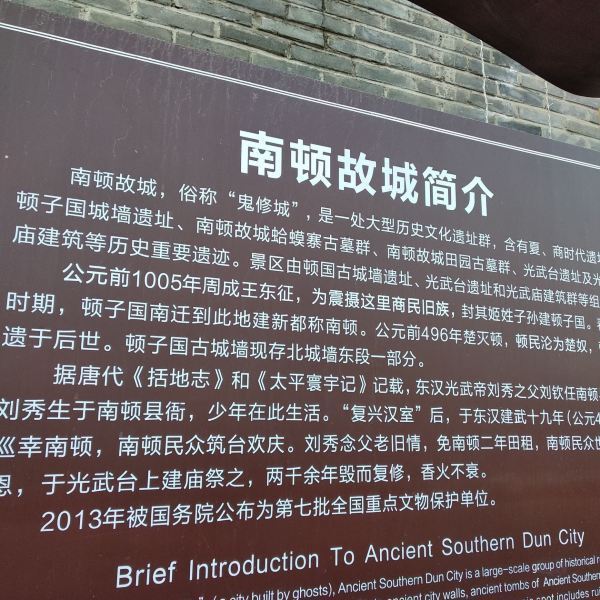 南顿故城简介
南顿故城，俗称“鬼修城”，是一处大型历史文化遗址群，含有夏、商时代遗
顿子国城墙遗址、南顿故城蛤蟆寨古墓群、南顿故城田园古墓群、光武台遗址及光
庙建筑等历史重要遗迹。景区由顿国古城墙遗址、光武台遗址和光武庙建筑群等组
公元前1005年周成王东征，为震摄这里商民旧族，封其姬姓子孙建顿子国。
时期，顿子国南迁到此地建新都称南顿。公元前496年楚灭顿，顿民沦为楚奴，
遗于后世。顿子国古城墙现存北城墙东段一部分。
据唐代《括地志》和《太平寰宇记》记载，东汉光武帝刘秀之父刘钦任南顿
刘秀生于南顿县衙，少年在此生活。“复兴汉室”后，于东汉建武十九年（公元4
巡幸南顿，南顿民众筑台欢庆。刘秀念父老旧情，免南顿二年田租，南顿民众
恩，于光武台上建庙祭之，两千余年毁而复修，香火不衰。
2013年被国务院公布为第七批全国重点文物保护单位。
Brief Introduction To Ancient Southern Dun City
(a city built by ghosts), Ancient Southern Dun City is a large-scale group of historical
ancient city walls, ancient tombs of Ancient Southern
spot includes